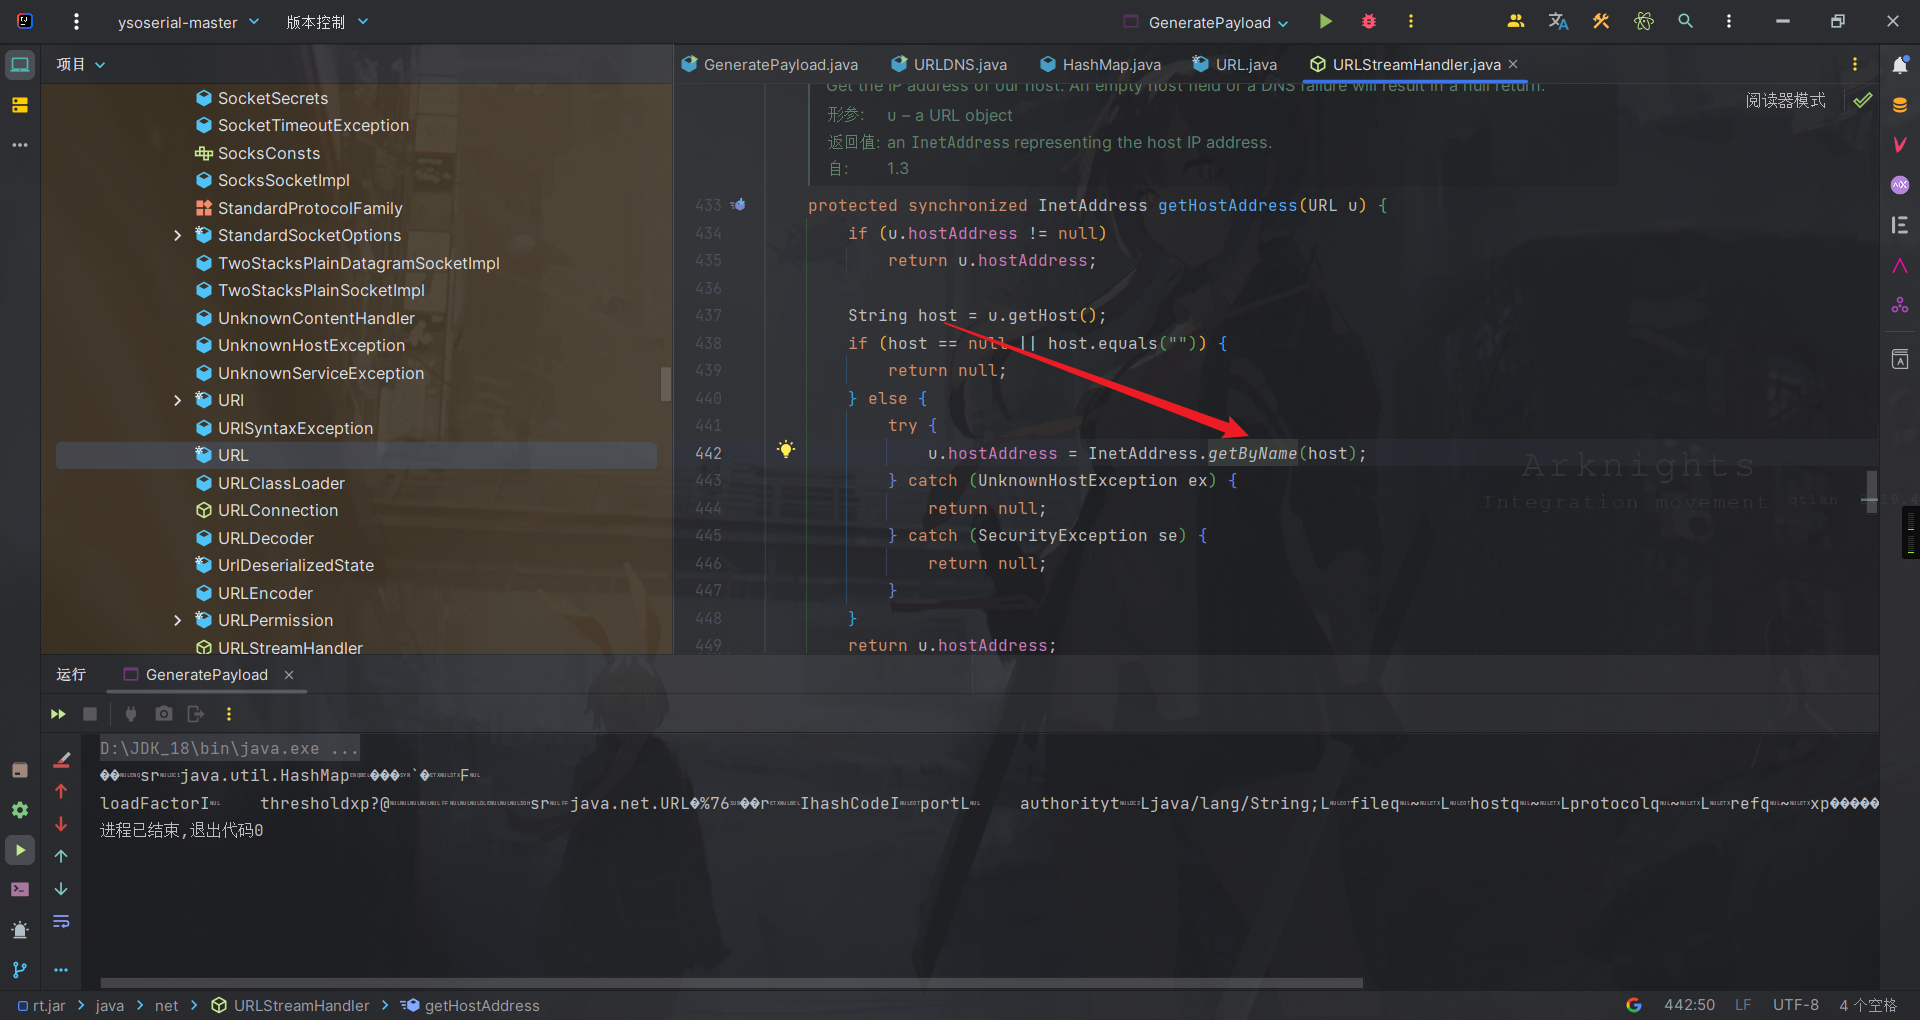 ysoserial-master 版本控制 GeneratePayload
项目
SocketSecrets
SocketTimeoutException
SocksConsts
SocksSocketImpl
StandardProtocolFamily
StandardSocketOptions
TwoStacksPlainDatagramSocketImpl
TwoStacksPlainSocketImpl
UnknownContentHandler
UnknownHostException
UnknownServiceException
URI
URISyntaxException
URL
URLClassLoader
URLConnection
URLDecoder
UrlDeserializedState
URLEncoder
URLPermission
URLStreamHandler
GeneratePayload.java URLDNS.java HashMap.java URL.java URLStreamHandler.java
Get the IP address of our host. An empty host field or a DNS failure will result in a null return.
阅读器模式
形参: u – a URL object
返回值: an InetAddress representing the host IP address.
自: 1.3
433 protected synchronized InetAddress getHostAddress(URL u) {
434 if (u.hostAddress != null)
435 return u.hostAddress;
436
437 String host = u.getHost();
438 if (host == null || host.equals("")) {
439 return null;
440 } else {
441 try {
442 u.hostAddress = InetAddress.getByName(host);
443 } catch (UnknownHostException ex) {
444 return null;
445 } catch (SecurityException se) {
446 return null;
447 }
448 }
449 return u.hostAddress;
Arknights
Integration movement
运行 GeneratePayload
D:\JDK_18\bin\java.exe ...
sr java.util.HashMap ` F
loadFactorI thresholdxp?@ sr java.net.URL %76 r IhashCodeI portL authorityt Ljava/lang/String;L fileq ~ L hostq ~ L protocolq ~ L refq ~ xp
进程已结束,退出代码0
rt.jar java net URLStreamHandler getHostAddress
442:50 LF UTF-8 4 个空格